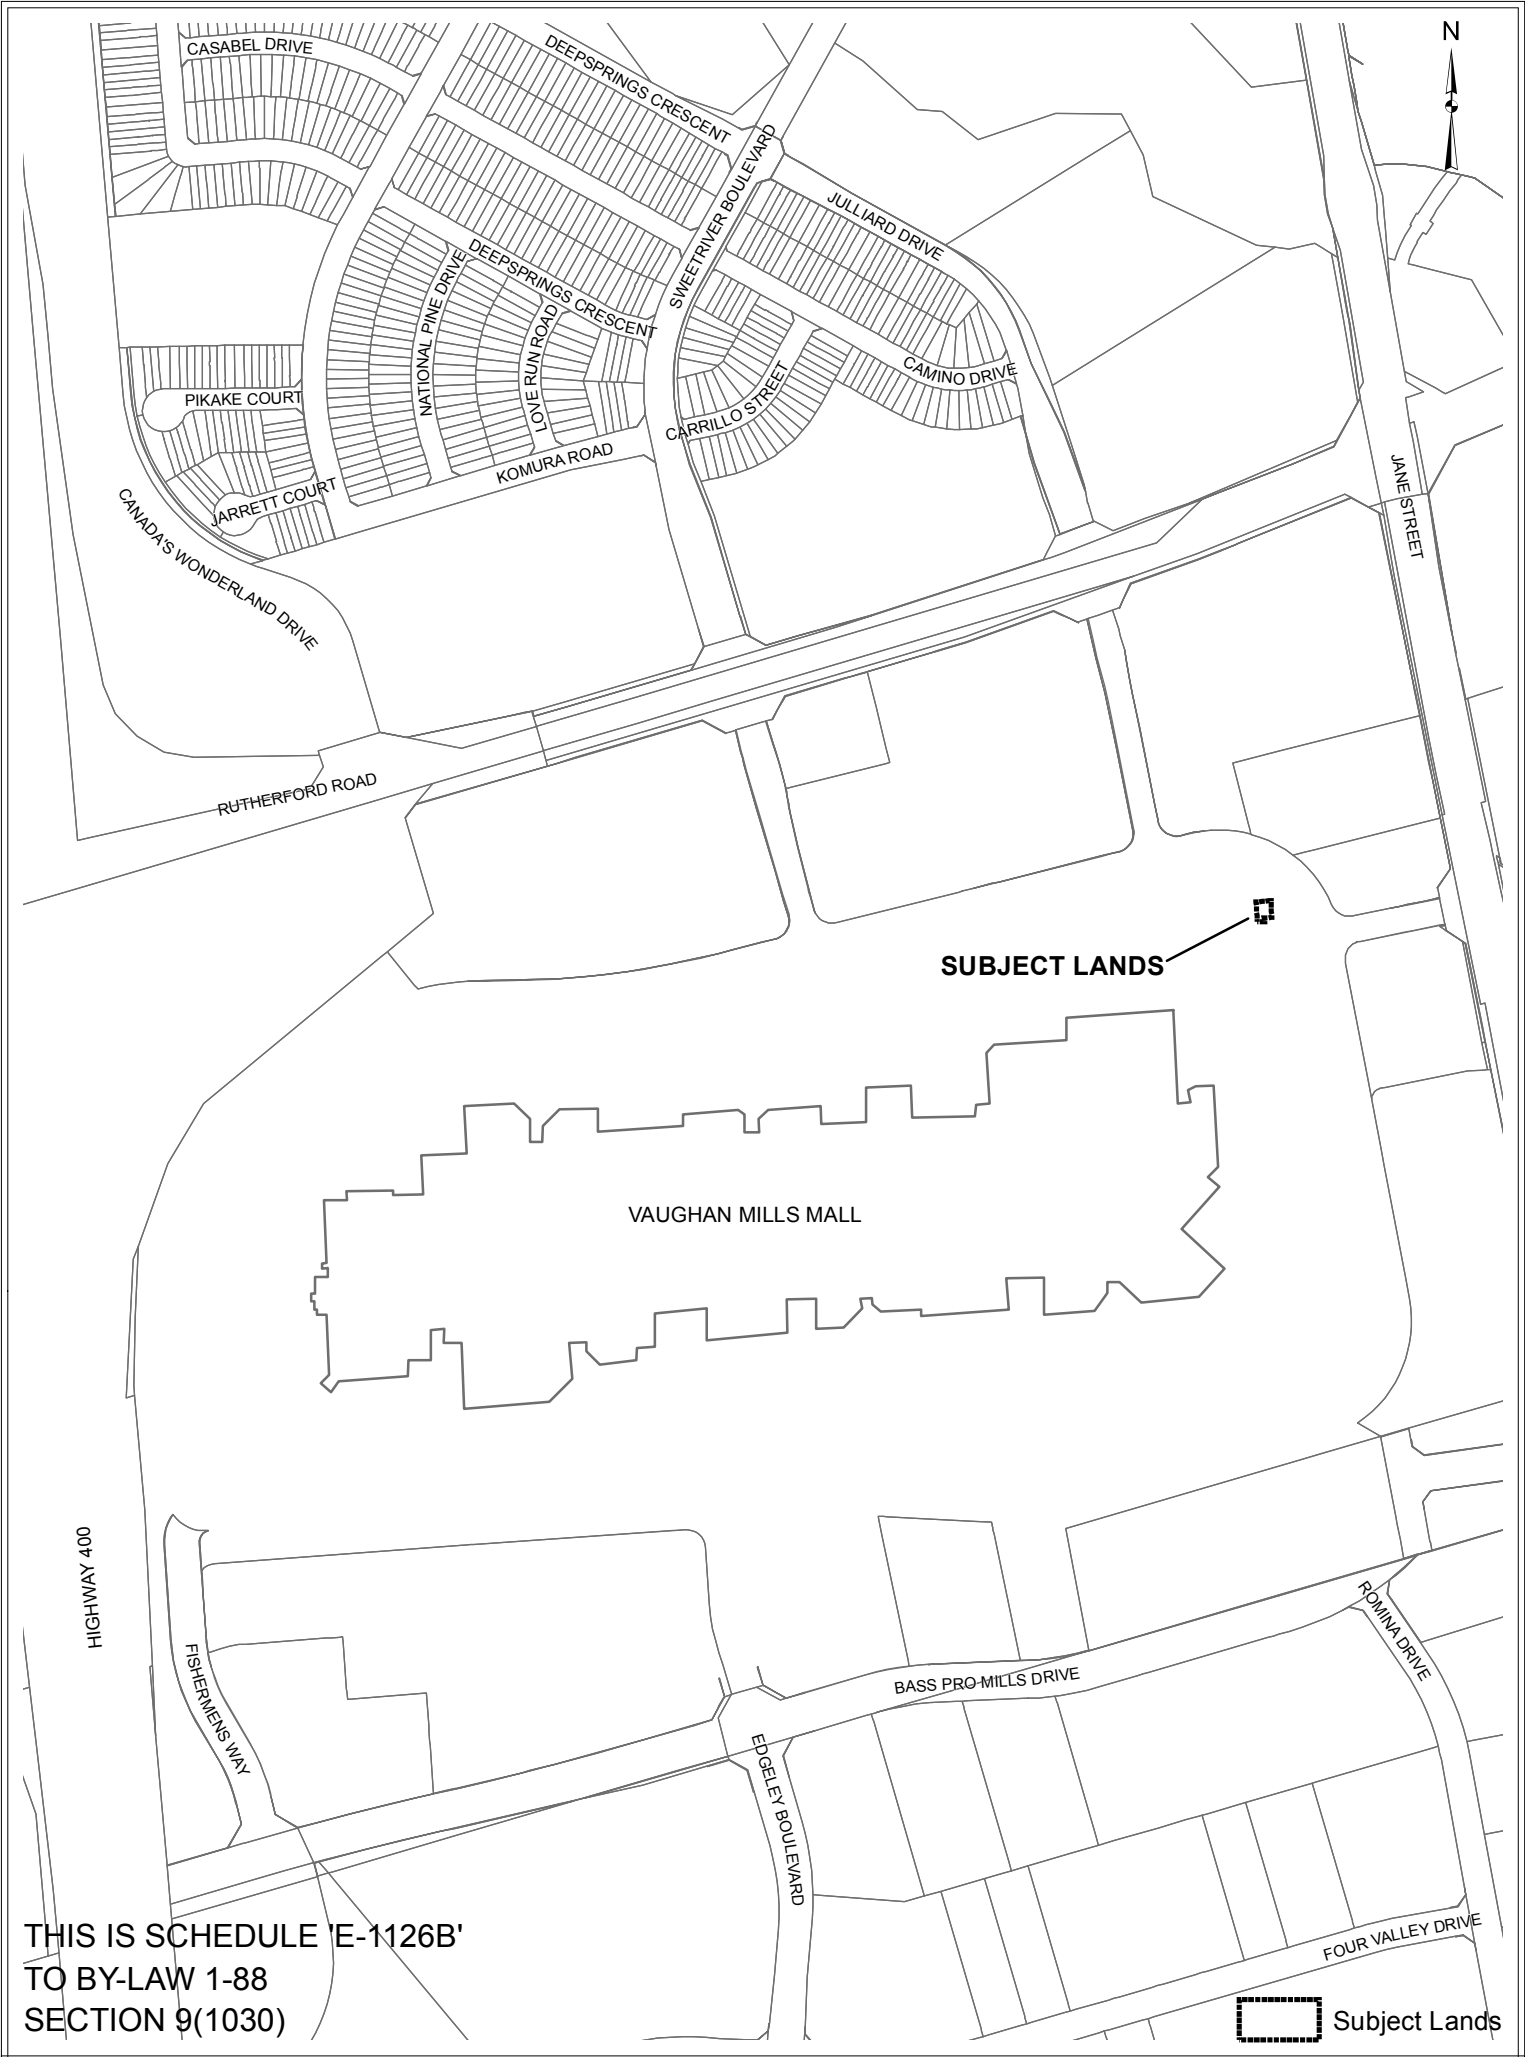 N
CASABEL DRIVE
DEEPSPRINGS CRESCENT
SWEETRIVER BOULEVARD
JULLIARD DRIVE
DEEPSPRINGS CRESCENT
NATIONAL PINE DRIVE
LOVE RUN ROAD
CAMINO DRIVE
CARRILLO STREET
PIKAKE COURT
KOMURA ROAD
JARRETT COURT
JANE STREET
CANADA'S WONDERLAND DRIVE
RUTHERFORD ROAD
SUBJECT LANDS
VAUGHAN MILLS MALL
HIGHWAY 400
FISHERMENS WAY
BASS PRO MILLS DRIVE
ROMINA DRIVE
EDGELEY BOULEVARD
FOUR VALLEY DRIVE
THIS IS SCHEDULE 'E-1126B'
TO BY-LAW 1-88
SECTION 9(1030)
Subject Lands